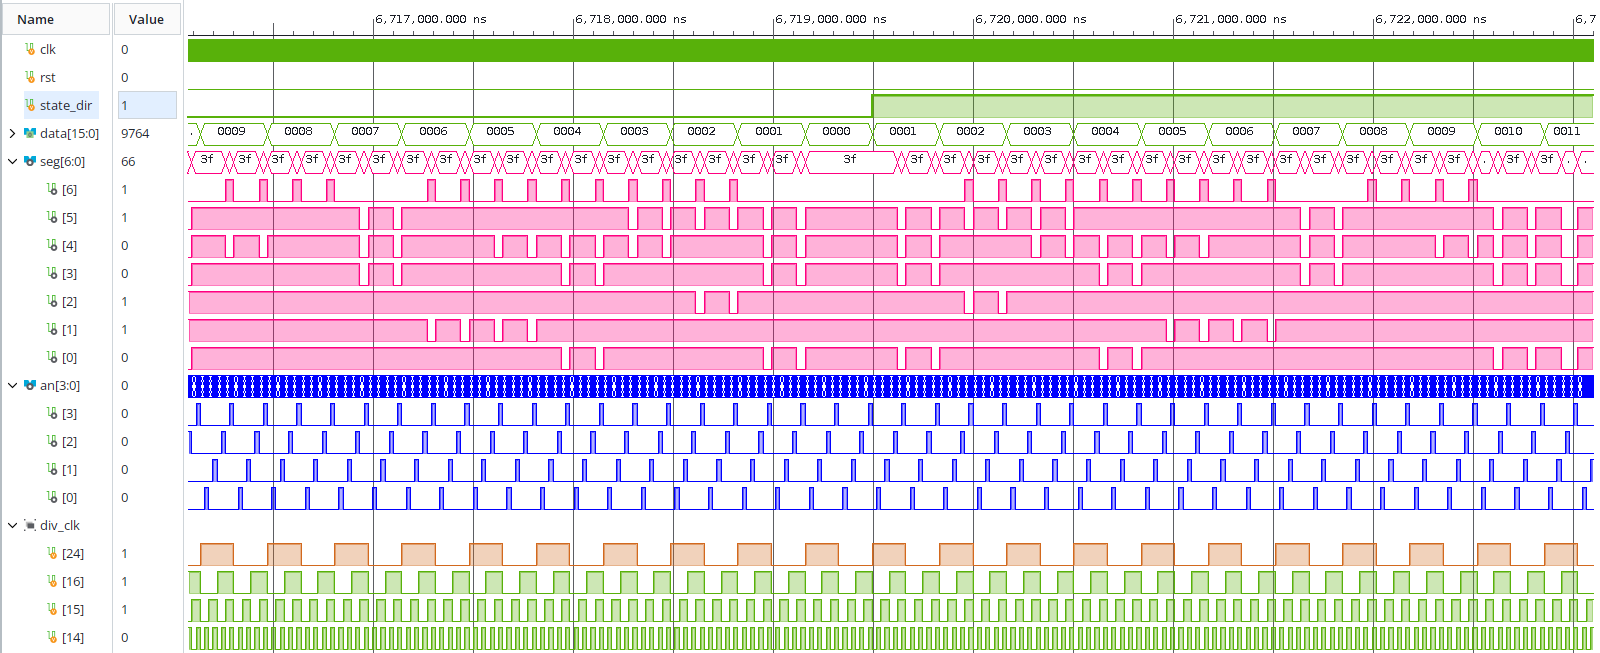 Name Value 6,717,000.000 ns 6,718,000.000 ns 6,719,000.000 ns 6,720,000.000 ns 6,721,000.000 ns 6,722,000.000 ns 6,7
clk 0
rst 0
state_dir 1
data[15:0] 9764 . 0009 0008 0007 0006 0005 0004 0003 0002 0001 0000 0001 0002 0003 0004 0005 0006 0007 0008 0009 0010 0011
seg[6:0] 66 3f 3f 3f 3f 3f 3f 3f 3f 3f 3f 3f 3f 3f 3f 3f 3f 3f 3f 3f 3f 3f 3f 3f 3f 3f 3f 3f 3f 3f 3f 3f 3f 3f 3f 3f 3f 3f . 3f 3f . .
[6] 1
[5] 1
[4] 0
[3] 0
[2] 1
[1] 1
[0] 0
an[3:0] 0
[3] 0
[2] 0
[1] 0
[0] 0
div_clk
[24] 1
[16] 1
[15] 1
[14] 0